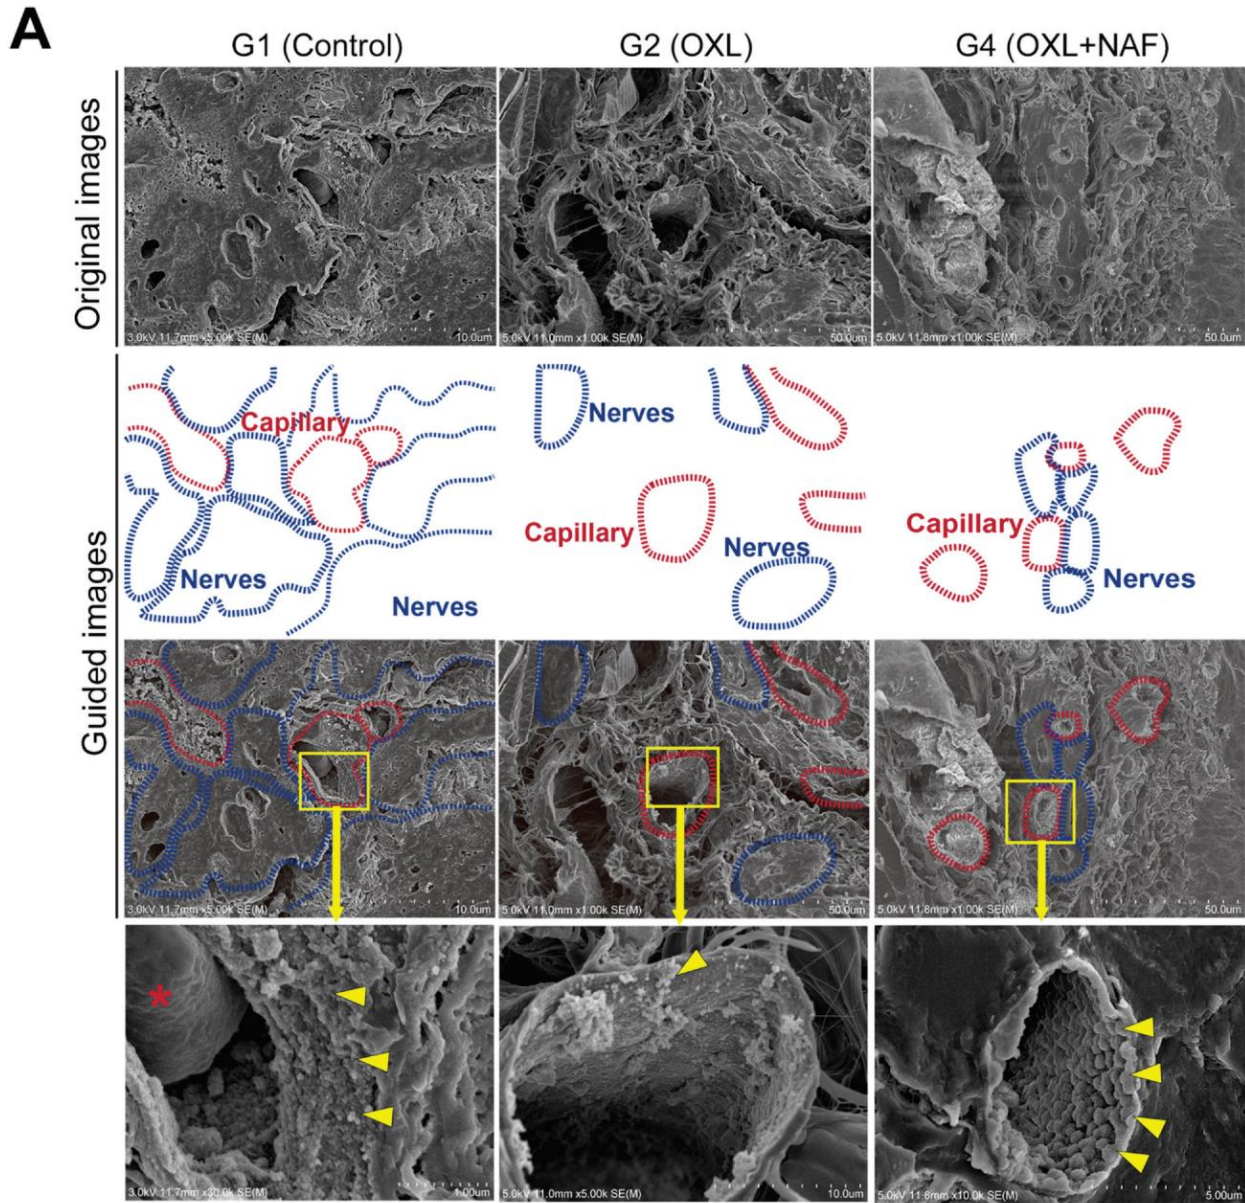 A
G1 (Control)
G2 (OXL)
G4 (OXL+NAF)
Original images
3.0kV 11.7mm x5.00k SE(M) 10.0um
5.0kV 11.0mm x1.00k SE(M) 50.0um
5.0kV 11.8mm x1.00k SE(M) 50.0um
Guided images
Capillary
Nerves
Nerves
Nerves
Capillary
Nerves
Capillary
Nerves
3.0kV 11.7mm x5.00k SE(M) 10.0um
5.0kV 11.0mm x1.00k SE(M) 50.0um
5.0kV 11.8mm x1.00k SE(M) 50.0um
*
3.0kV 11.7mm x30.0k SE(M) 1.00um
5.0kV 11.0mm x5.00k SE(M) 10.0um
5.0kV 11.8mm x10.0k SE(M) 5.00um